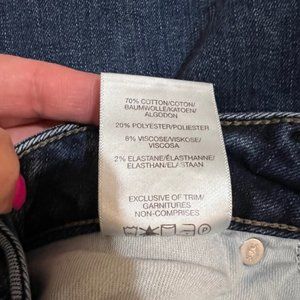 70% COTTON/COTON/
BAUMWOLLE/KATOEN/
ALGODON
20% POLYESTER/POLIESTER
8% VISCOSE/VISKOSE/
VISCOSA
2% ELASTANE/ÉLASTHANNE/
ELASTHAN/ELASTAAN
EXCLUSIVE OF TRIM/
GARNITURES
NON-COMPRISES